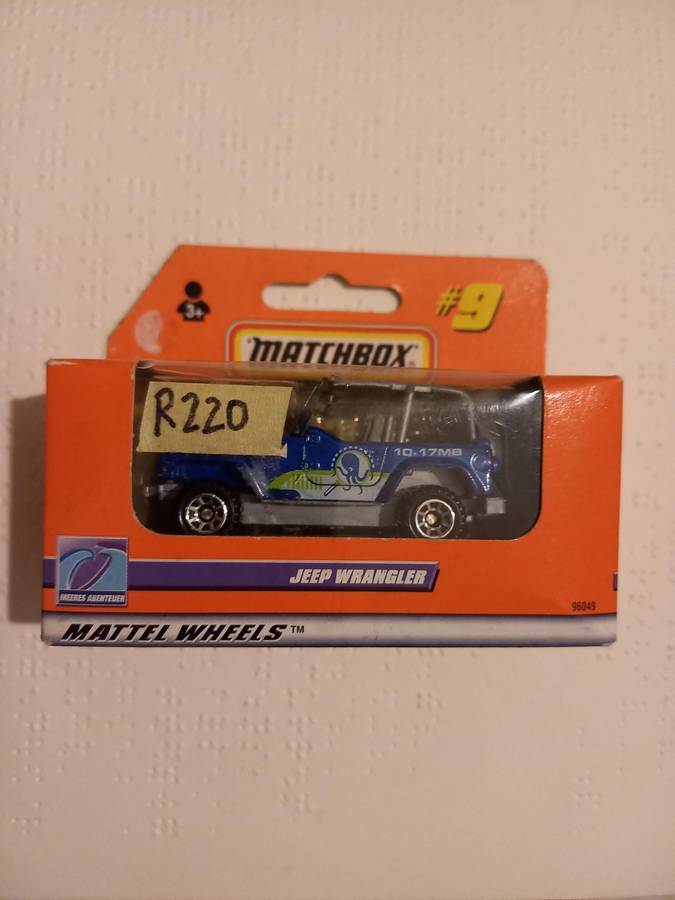 3+
#9
MATCHBOX
R220
10-17MB
JEEP WRANGLER
MEERES ABENTEUER
96049
MATTEL WHEELS™